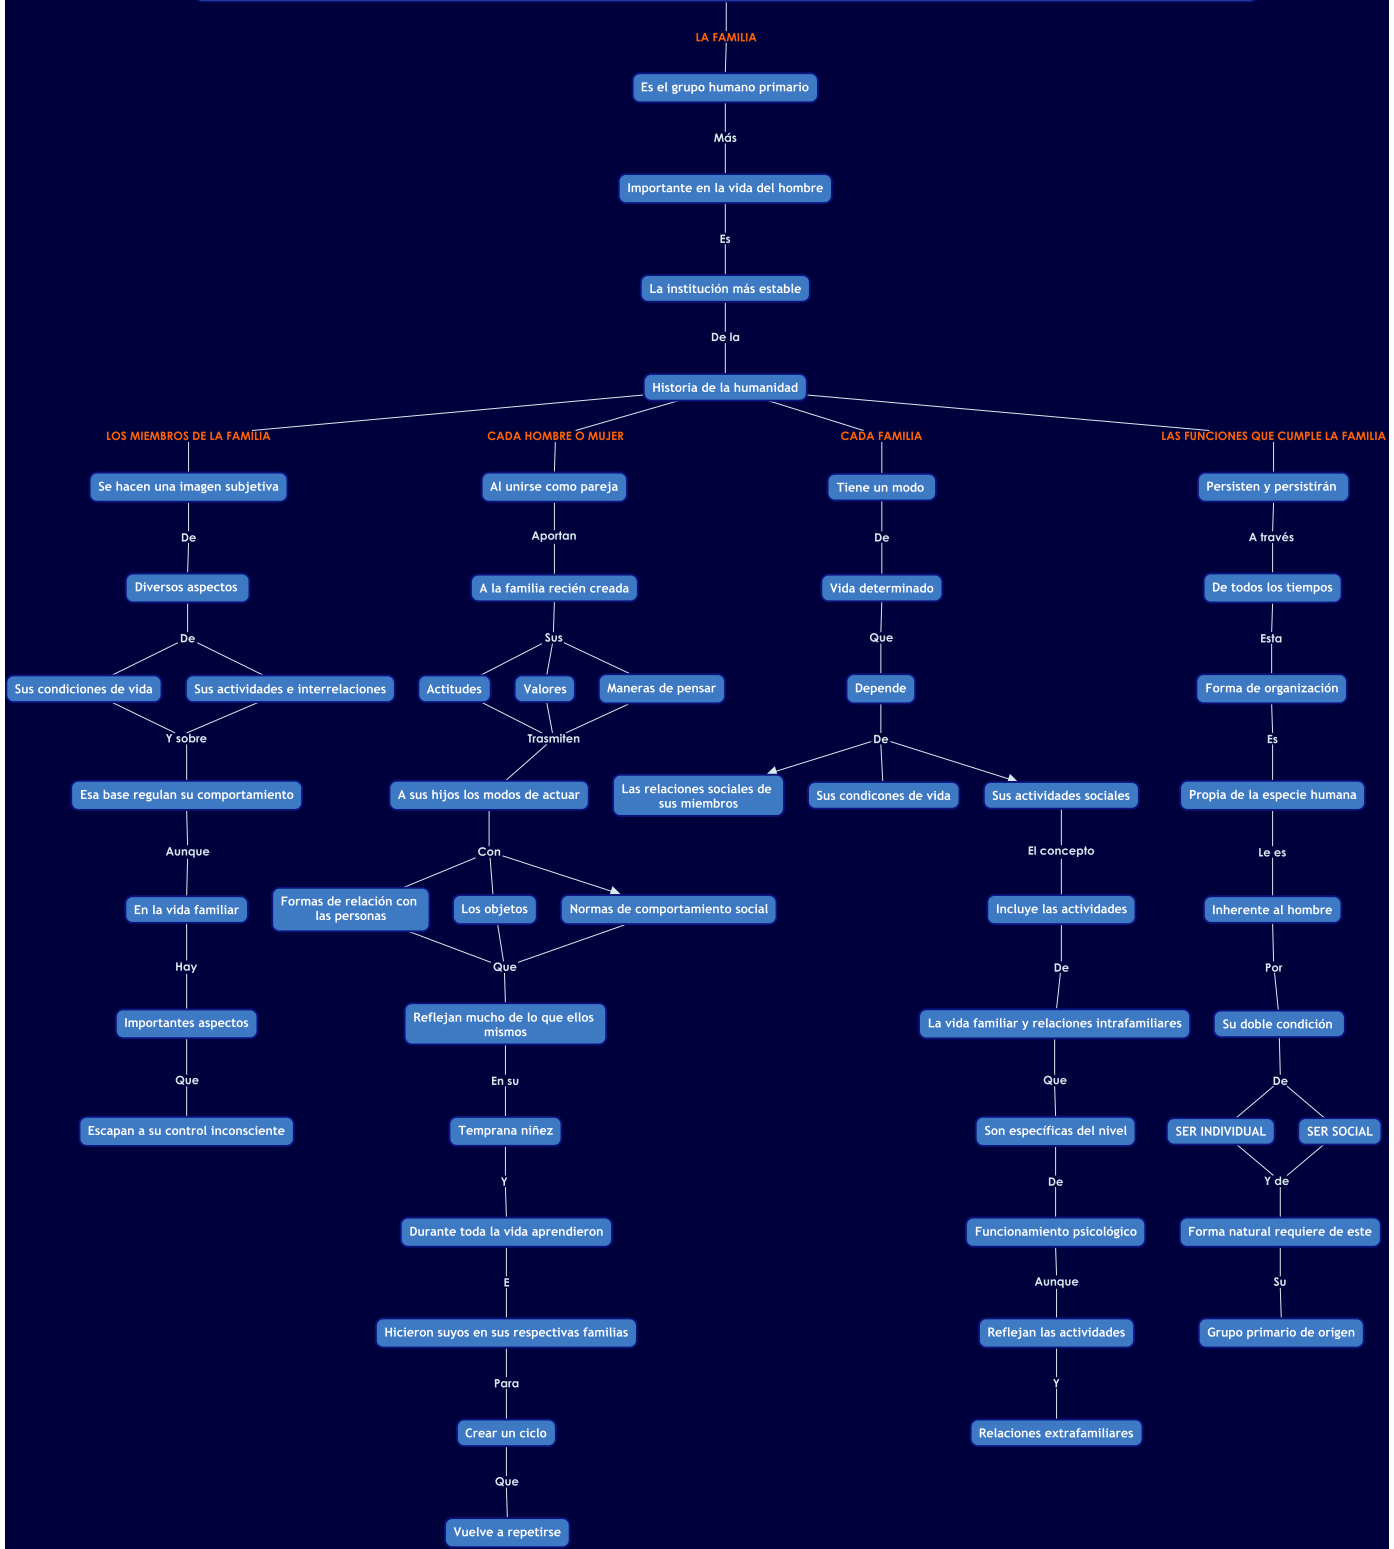 LA FAMILIA
Es el grupo humano primario
Más
Importante en la vida del hombre
Es
La institución más estable
De la
Historia de la humanidad
LOS MIEMBROS DE LA FAMILIA
Se hacen una imagen subjetiva
De
Diversos aspectos
De
Sus condiciones de vida
Sus actividades e interrelaciones
Y sobre
Esa base regulan su comportamiento
Aunque
En la vida familiar
Hay
Importantes aspectos
Que
Escapan a su control inconsciente
CADA HOMBRE O MUJER
Al unirse como pareja
Aportan
A la familia recién creada
Sus
Actitudes
Valores
Maneras de pensar
Trasmiten
A sus hijos los modos de actuar
Con
Formas de relación con
las personas
Los objetos
Normas de comportamiento social
Que
Reflejan mucho de lo que ellos
mismos
En su
Temprana niñez
Y
Durante toda la vida aprendieron
E
Hicieron suyos en sus respectivas familias
Para
Crear un ciclo
Que
Vuelve a repetirse
CADA FAMILIA
Tiene un modo
De
Vida determinado
Que
Depende
De
Las relaciones sociales de
sus miembros
Sus condicones de vida
Sus actividades sociales
El concepto
Incluye las actividades
De
La vida familiar y relaciones intrafamiliares
Que
Son específicas del nivel
De
Funcionamiento psicológico
Aunque
Reflejan las actividades
Y
Relaciones extrafamiliares
LAS FUNCIONES QUE CUMPLE LA FAMILIA
Persisten y persistirán
A través
De todos los tiempos
Esta
Forma de organización
Es
Propia de la especie humana
Le es
Inherente al hombre
Por
Su doble condición
De
SER INDIVIDUAL
SER SOCIAL
Y de
Forma natural requiere de este
Su
Grupo primario de origen